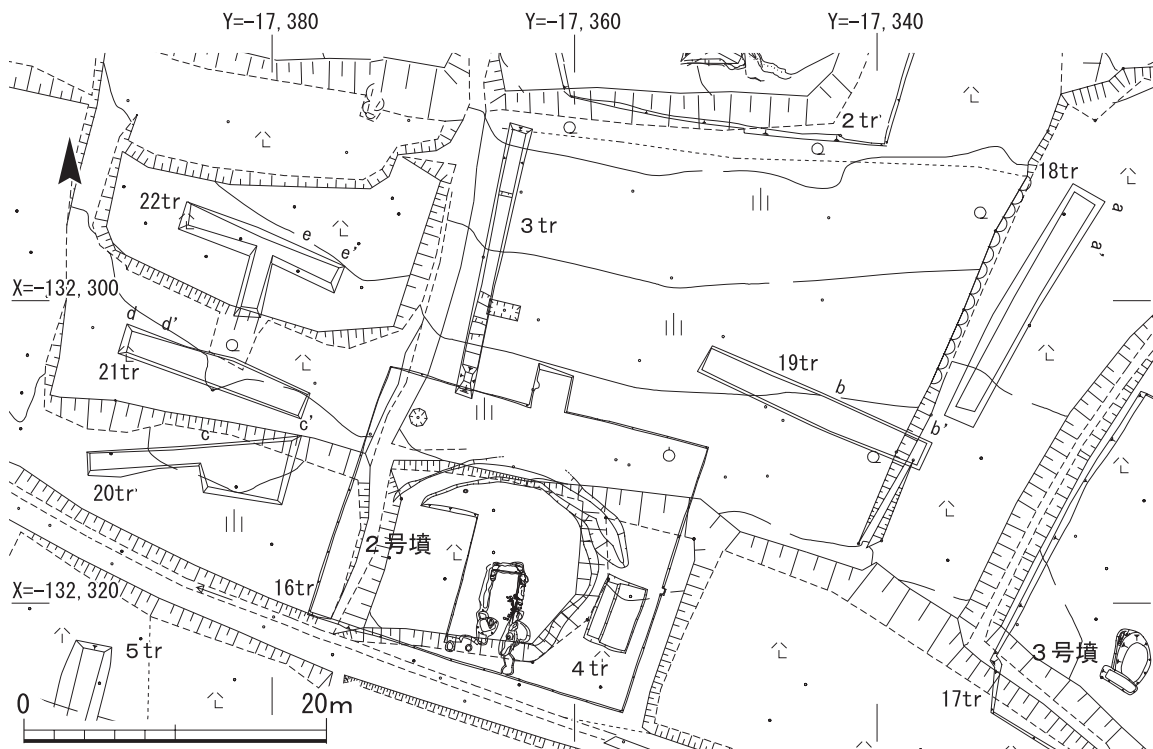 Y=-17,380
Y=-17,360
Y=-17,340
2tr
18tr
22tr
3tr
a
a'
e
e'
X=-132,300
d
d'
21tr
19tr
b
b'
c'
c
20tr
2号墳
X=-132,320
16tr
5tr
4tr
3号墳
17tr
0
20m